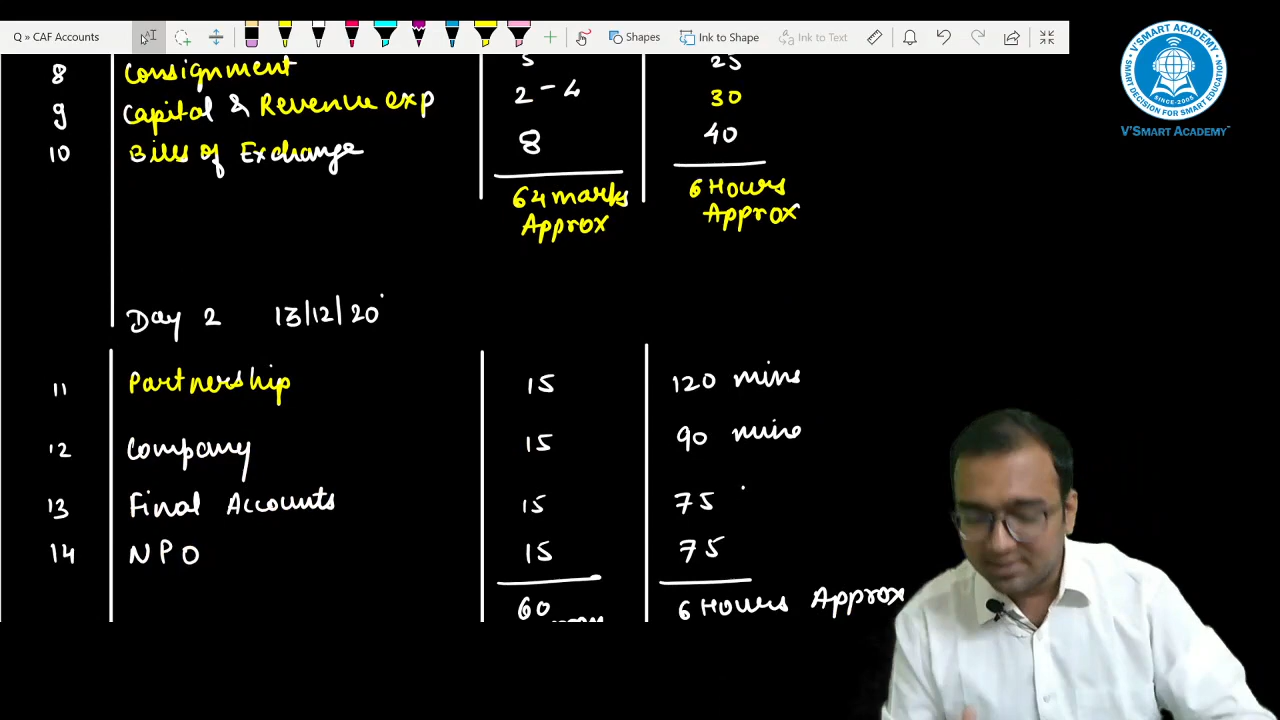 Q » CAF Accounts
Shapes
Ink to Shape
Ink to Text
V'SMART ACADEMY
SMART DECISION FOR SMART EDUCATION
SINCE-2006
V'SMART ACADEMY
8 Consignment 5 25
9 Capital & Revenue exp 2-4 30
10 Bills of Exchange 8 40
64 marks 6 Hours
Approx Approx
Day 2 13/12/20
11 Partnership 15 120 mins
12 Company 15 90 mins
13 Final Accounts 15 75
14 NPO 15 75
60 6 Hours Approx